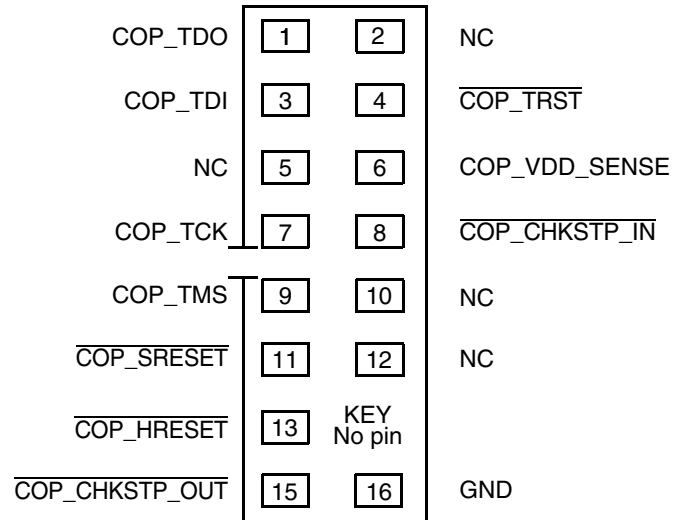 COP_TDO 1 2 NC
COP_TDI 3 4 COP_TRST
NC 5 6 COP_VDD_SENSE
COP_TCK 7 8 COP_CHKSTP_IN
COP_TMS 9 10 NC
COP_SRESET 11 12 NC
COP_HRESET 13 KEY
No pin
COP_CHKSTP_OUT 15 16 GND